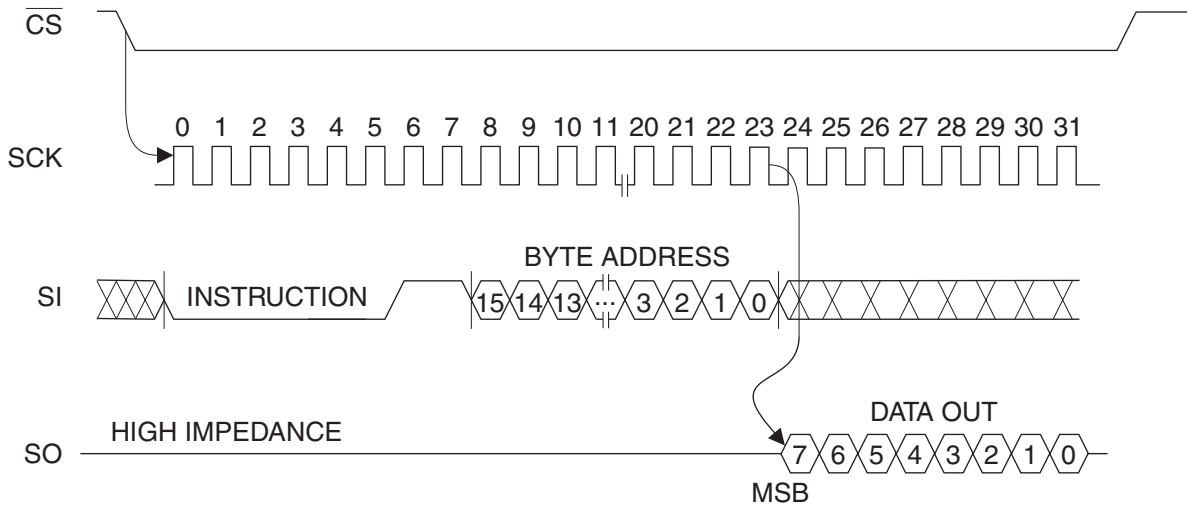 CS
0 1 2 3 4 5 6 7 8 9 10 11 20 21 22 23 24 25 26 27 28 29 30 31
SCK
BYTE ADDRESS
SI INSTRUCTION 15 14 13 ... 3 2 1 0
DATA OUT
HIGH IMPEDANCE
SO 7 6 5 4 3 2 1 0
MSB